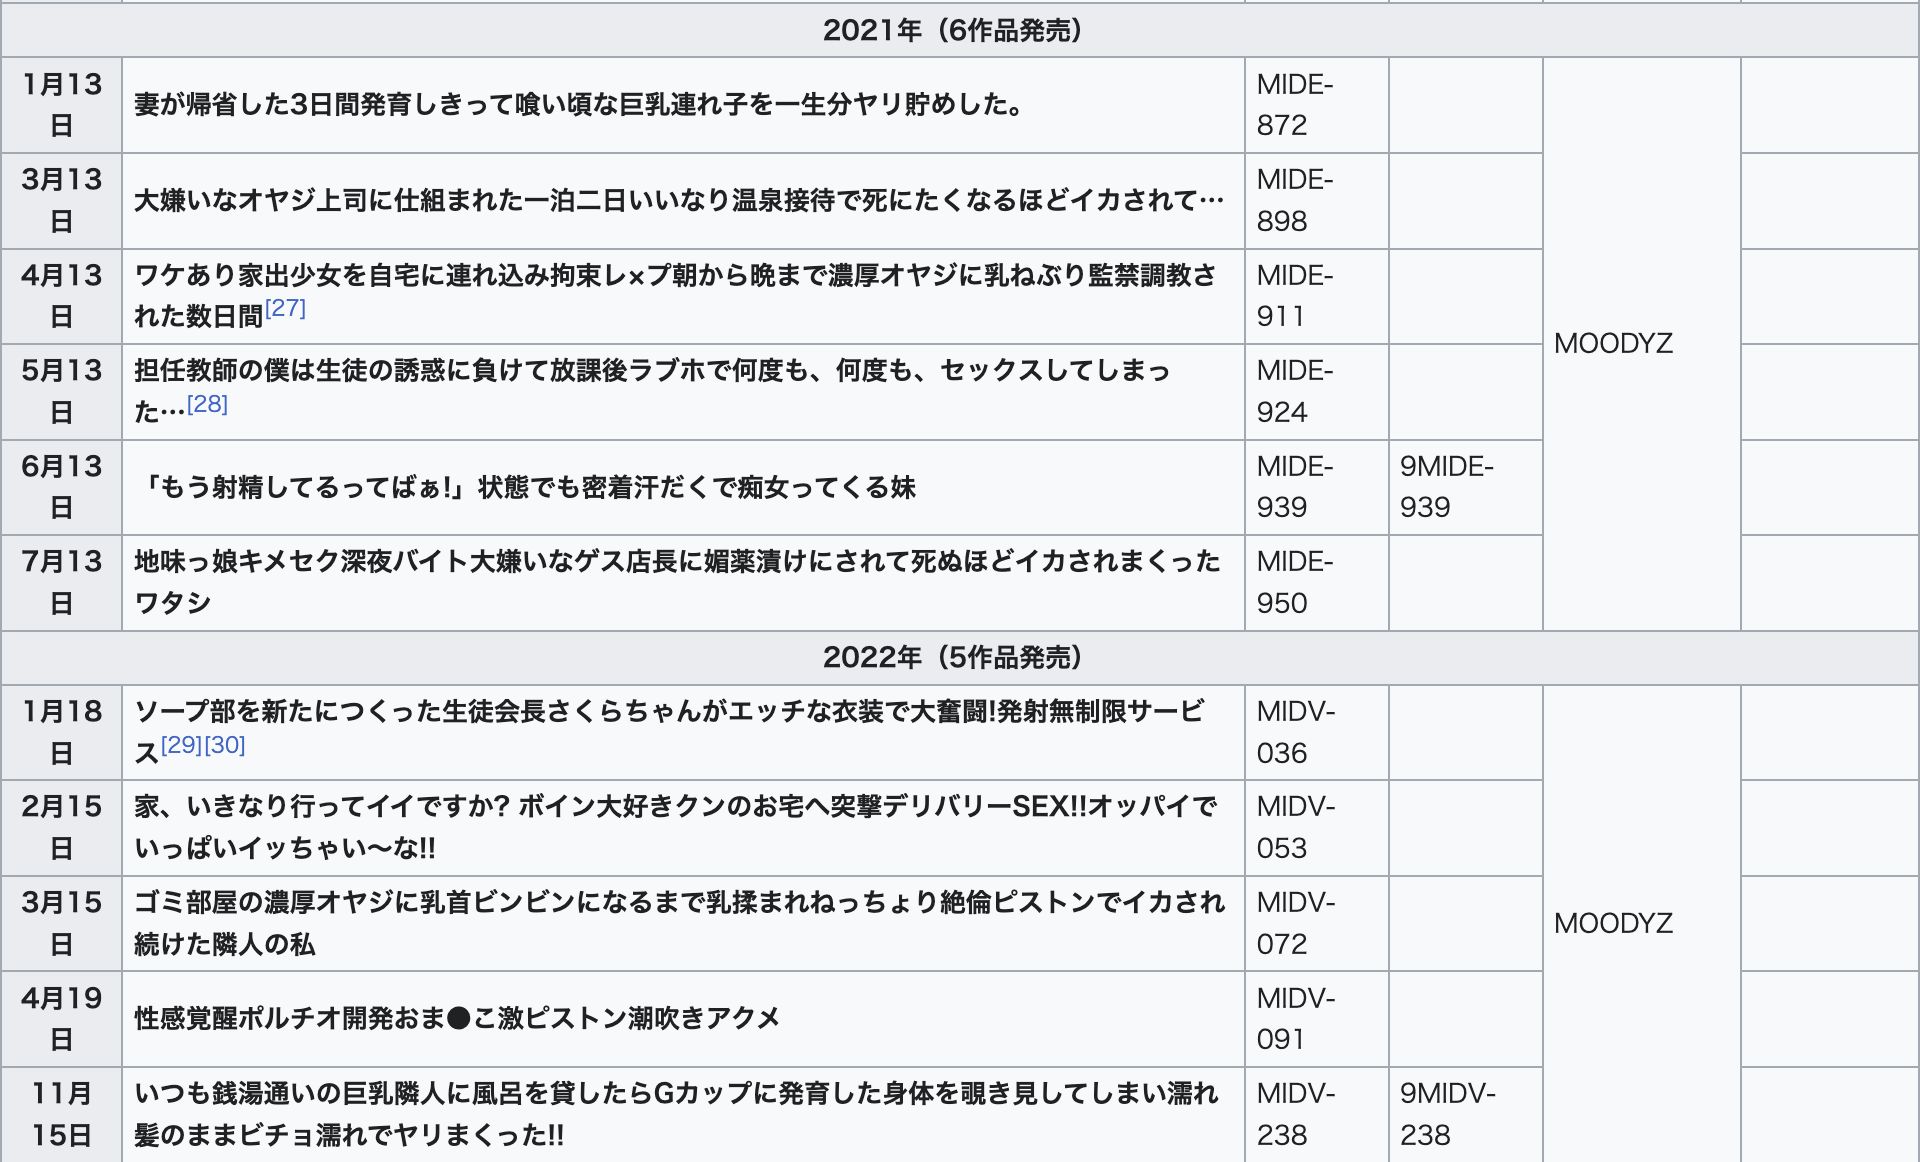 2021年（6作品発売）
1月13
日
妻が帰省した3日間発育しきって喰い頃な巨乳連れ子を一生分ヤリ貯めした。
MIDE-
872
3月13
日
大嫌いなオヤジ上司に仕組まれた一泊二日いいなり温泉接待で死にたくなるほどイカされて…
MIDE-
898
4月13
日
ワケあり家出少女を自宅に連れ込み拘束レ×プ朝から晩まで濃厚オヤジに乳ねぶり監禁調教さ
れた数日間[27]
MIDE-
911
MOODYZ
5月13
日
担任教師の僕は生徒の誘惑に負けて放課後ラブホで何度も、何度も、セックスしてしまっ
た…[28]
MIDE-
924
6月13
日
「もう射精してるってばぁ!」状態でも密着汗だくで痴女ってくる妹
MIDE-
939
9MIDE-
939
7月13
日
地味っ娘キメセク深夜バイト大嫌いなゲス店長に媚薬漬けにされて死ぬほどイカされまくった
ワタシ
MIDE-
950
2022年（5作品発売）
1月18
日
ソープ部を新たにつくった生徒会長さくらちゃんがエッチな衣装で大奮闘!発射無制限サービ
ス[29][30]
MIDV-
036
2月15
日
家、いきなり行ってイイですか? ボイン大好きクンのお宅へ突撃デリバリーSEX!!オッパイで
いっぱいイッちゃい〜な!!
MIDV-
053
3月15
日
ゴミ部屋の濃厚オヤジに乳首ビンビンになるまで乳揉まれねっちょり絶倫ピストンでイカされ
続けた隣人の私
MIDV-
072
MOODYZ
4月19
日
性感覚醒ポルチオ開発おま●こ激ピストン潮吹きアクメ
MIDV-
091
11月
15日
いつも銭湯通いの巨乳隣人に風呂を貸したらGカップに発育した身体を覗き見してしまい濡れ
髪のままビチョ濡れでヤリまくった!!
MIDV-
238
9MIDV-
238